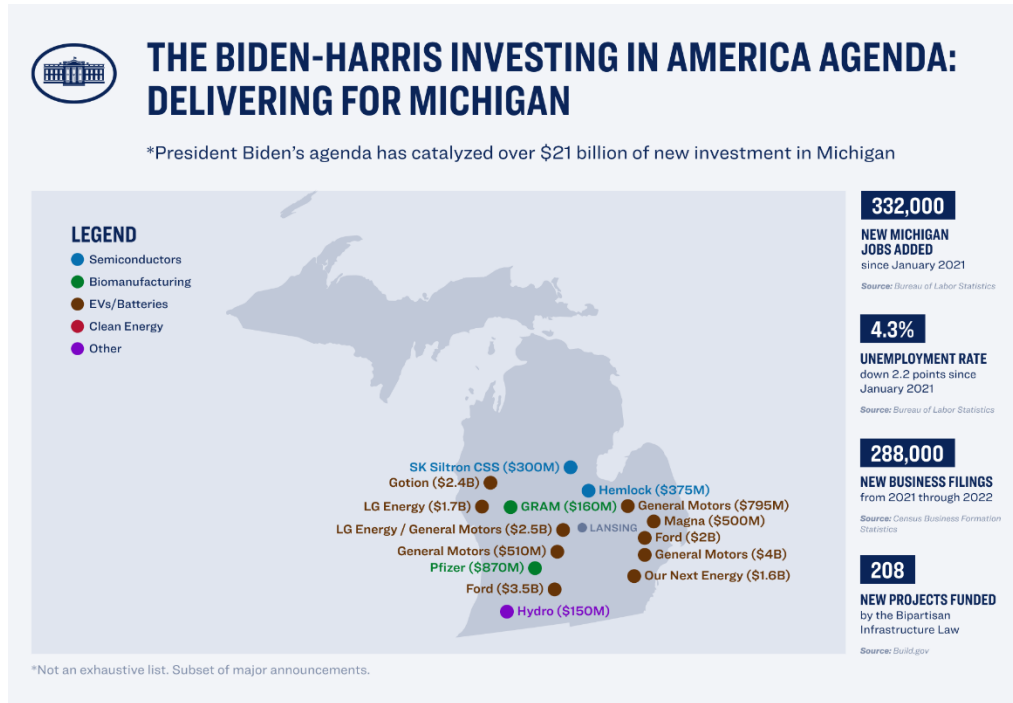 THE BIDEN-HARRIS INVESTING IN AMERICA AGENDA:
DELIVERING FOR MICHIGAN
*President Biden's agenda has catalyzed over $21 billion of new investment in Michigan
LEGEND
Semiconductors
Biomanufacturing
EVs/Batteries
Clean Energy
Other
SK Siltron CSS ($300M)
Gotion ($2.4B)
Hemlock ($375M)
LG Energy ($1.7B)
GRAM ($160M)
General Motors ($795M)
Magna ($500M)
LG Energy / General Motors ($2.5B)
LANSING
Ford ($2B)
General Motors ($510M)
General Motors ($4B)
Pfizer ($870M)
Our Next Energy ($1.6B)
Ford ($3.5B)
Hydro ($150M)
332,000
NEW MICHIGAN
JOBS ADDED
since January 2021
Source: Bureau of Labor Statistics
4.3%
UNEMPLOYMENT RATE
down 2.2 points since
January 2021
Source: Bureau of Labor Statistics
288,000
NEW BUSINESS FILINGS
from 2021 through 2022
Source: Census Business Formation
Statistics
208
NEW PROJECTS FUNDED
by the Bipartisan
Infrastructure Law
Source: Build.gov
*Not an exhaustive list. Subset of major announcements.